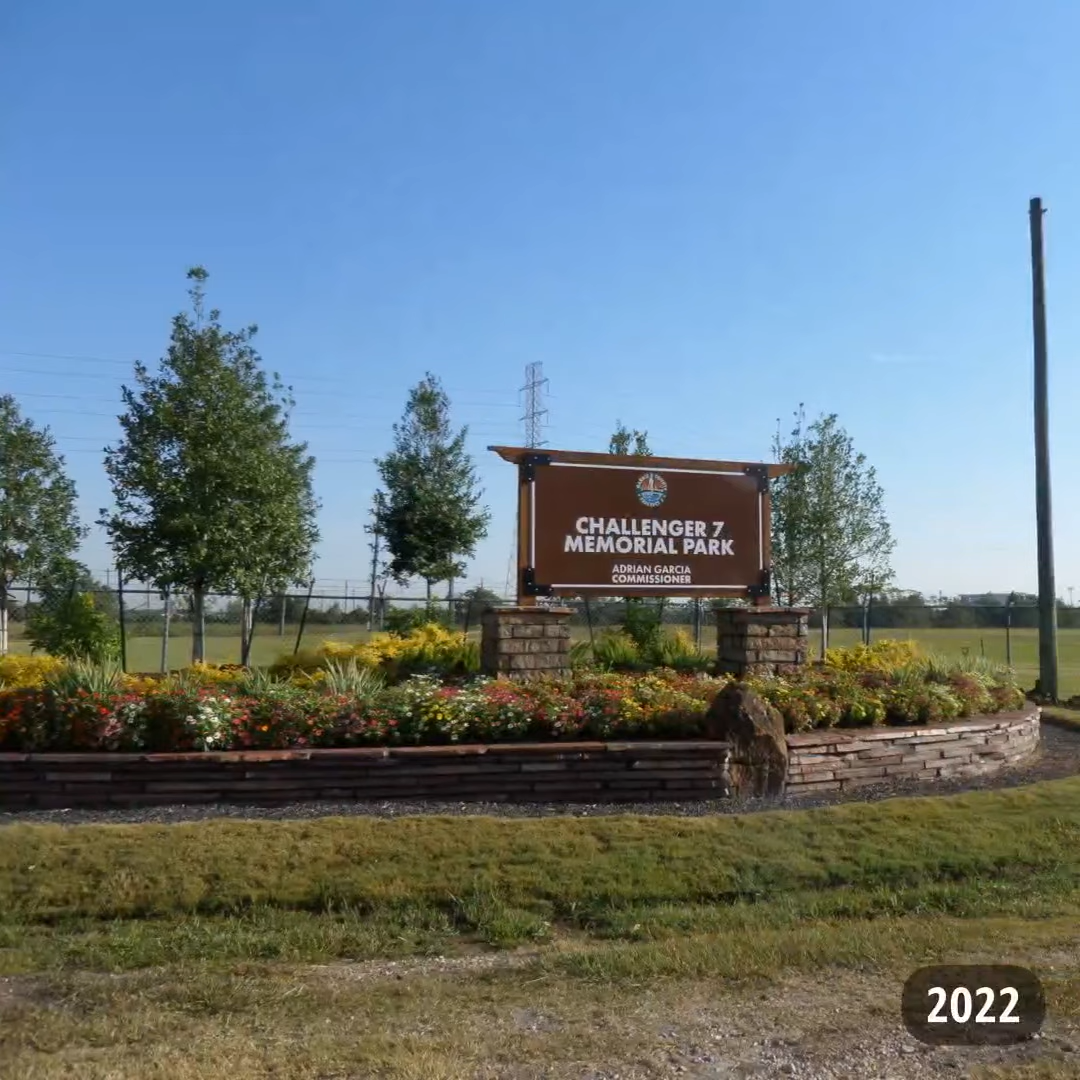 CHALLENGER 7
MEMORIAL PARK
ADRIAN GARCIA
COMMISSIONER
2022